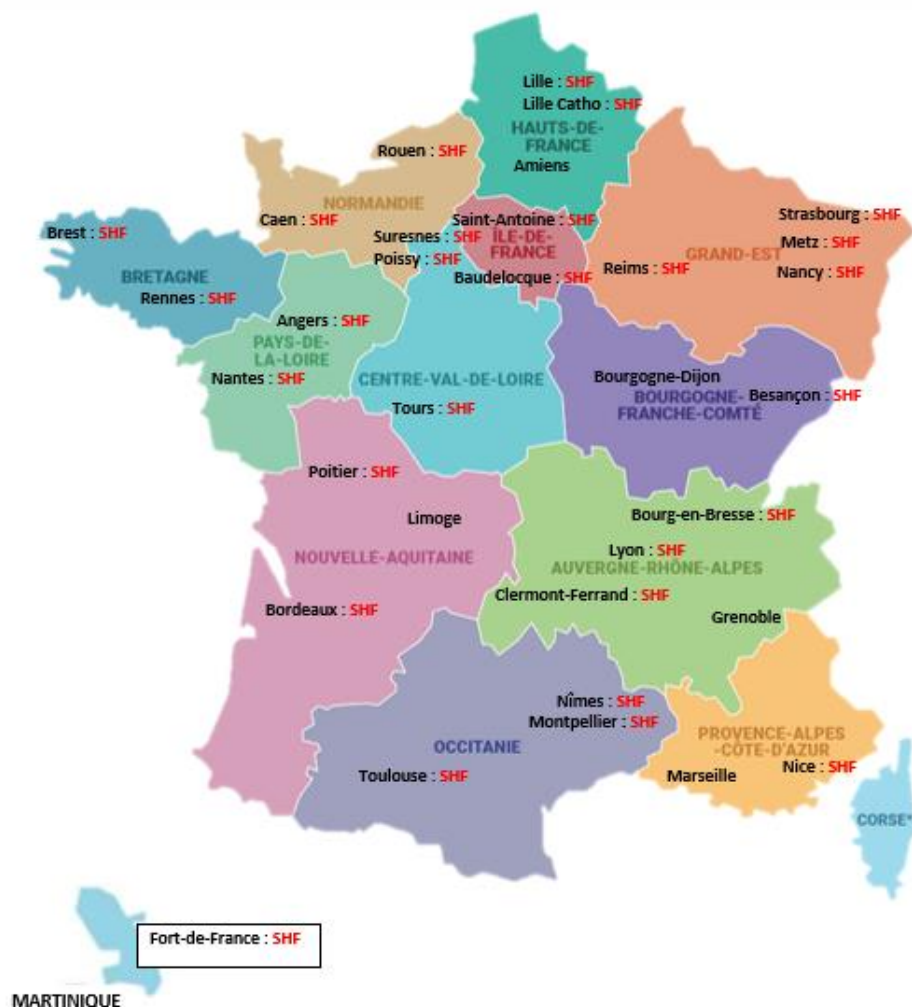 Lille : SHF
Lille Catho : SHF
HAUTS-DE-
FRANCE
Amiens
Rouen : SHF
NORMANDIE
Caen : SHF
Saint-Antoine : SHF
Suresnes : SHF
ÎLE-DE-
FRANCE
Poissy : SHF
Baudelocque : SHF
Strasbourg : SHF
Metz : SHF
GRAND-EST
Reims : SHF
Nancy : SHF
Brest : SHF
BRETAGNE
Rennes : SHF
Angers : SHF
PAYS-DE-
LA-LOIRE
Nantes : SHF
CENTRE-VAL-DE-LOIRE
Tours : SHF
Bourgogne-Dijon
Besançon : SHF
BOURGOGNE-
FRANCHE-COMTÉ
Poitier : SHF
Limoge
NOUVELLE-AQUITAINE
Bordeaux : SHF
Bourg-en-Bresse : SHF
Lyon : SHF
AUVERGNE-RHÔNE-ALPES
Clermont-Ferrand : SHF
Grenoble
Nîmes : SHF
Montpellier : SHF
OCCITANIE
Toulouse : SHF
PROVENCE-ALPES
-CÔTE-D'AZUR
Nice : SHF
Marseille
CORSE*
Fort-de-France : SHF
MARTINIQUE